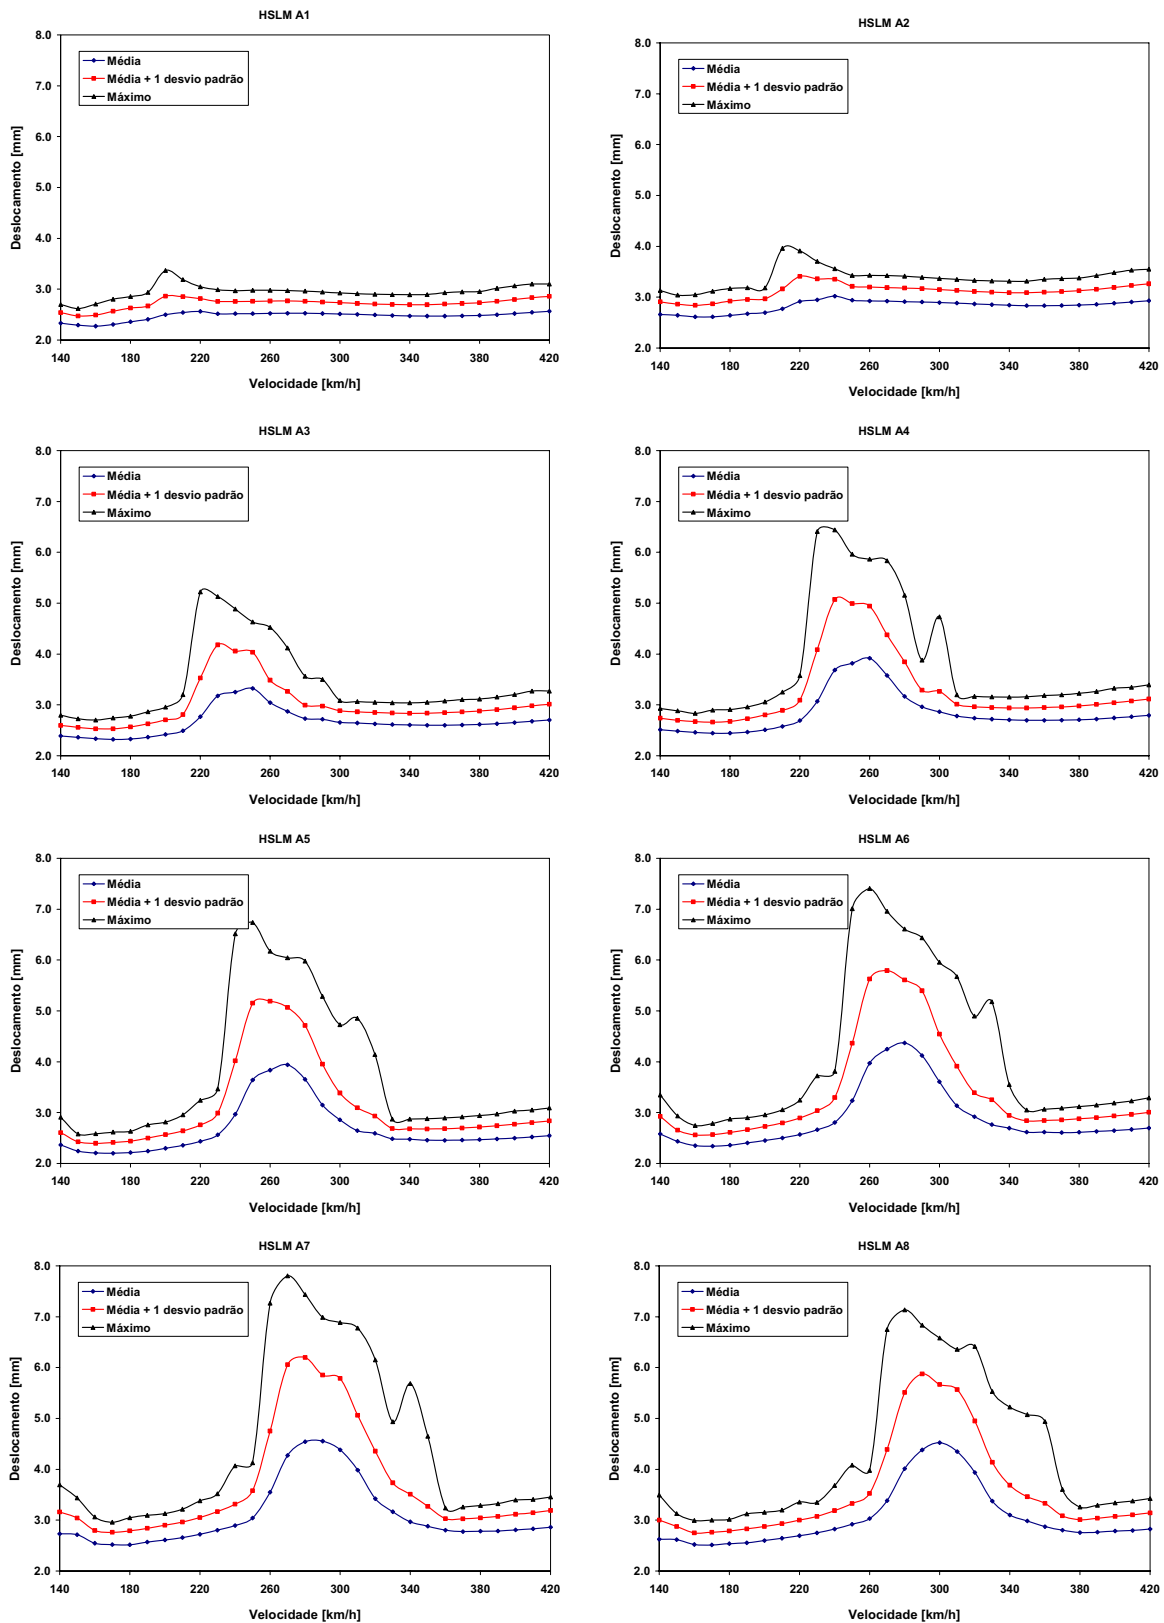 HSLM A1
8.0
7.0
6.0
5.0
4.0
3.0
2.0
Deslocamento [mm]
Média
Média + 1 desvio padrão
Máximo
140 180 220 260 300 340 380 420
Velocidade [km/h]
HSLM A2
8.0
7.0
6.0
5.0
4.0
3.0
2.0
Deslocamento [mm]
Média
Média + 1 desvio padrão
Máximo
140 180 220 260 300 340 380 420
Velocidade [km/h]
HSLM A3
8.0
7.0
6.0
5.0
4.0
3.0
2.0
Deslocamento [mm]
Média
Média + 1 desvio padrão
Máximo
140 180 220 260 300 340 380 420
Velocidade [km/h]
HSLM A4
8.0
7.0
6.0
5.0
4.0
3.0
2.0
Deslocamento [mm]
Média
Média + 1 desvio padrão
Máximo
140 180 220 260 300 340 380 420
Velocidade [km/h]
HSLM A5
8.0
7.0
6.0
5.0
4.0
3.0
2.0
Deslocamento [mm]
Média
Média + 1 desvio padrão
Máximo
140 180 220 260 300 340 380 420
Velocidade [km/h]
HSLM A6
8.0
7.0
6.0
5.0
4.0
3.0
2.0
Deslocamento [mm]
Média
Média + 1 desvio padrão
Máximo
140 180 220 260 300 340 380 420
Velocidade [km/h]
HSLM A7
8.0
7.0
6.0
5.0
4.0
3.0
2.0
Deslocamento [mm]
Média
Média + 1 desvio padrão
Máximo
140 180 220 260 300 340 380 420
Velocidade [km/h]
HSLM A8
8.0
7.0
6.0
5.0
4.0
3.0
2.0
Deslocamento [mm]
Média
Média + 1 desvio padrão
Máximo
140 180 220 260 300 340 380 420
Velocidade [km/h]